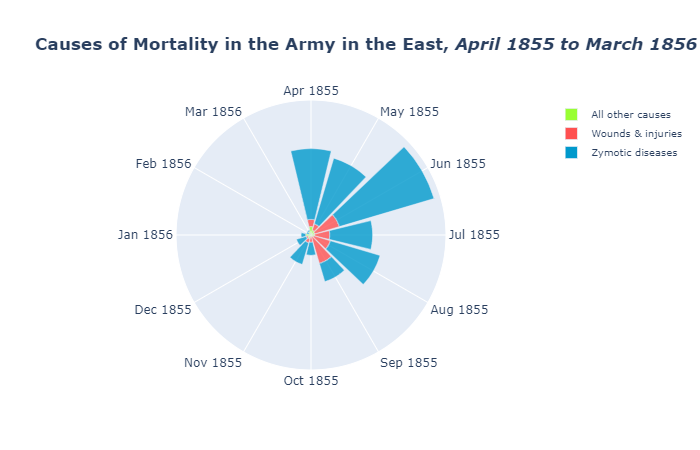 Causes of Mortality in the Army in the East, April 1855 to March 1856
Apr 1855
Mar 1856
May 1855
All other causes
Wounds & injuries
Zymotic diseases
Feb 1856
Jun 1855
Jan 1856
Jul 1855
Dec 1855
Aug 1855
Nov 1855
Sep 1855
Oct 1855